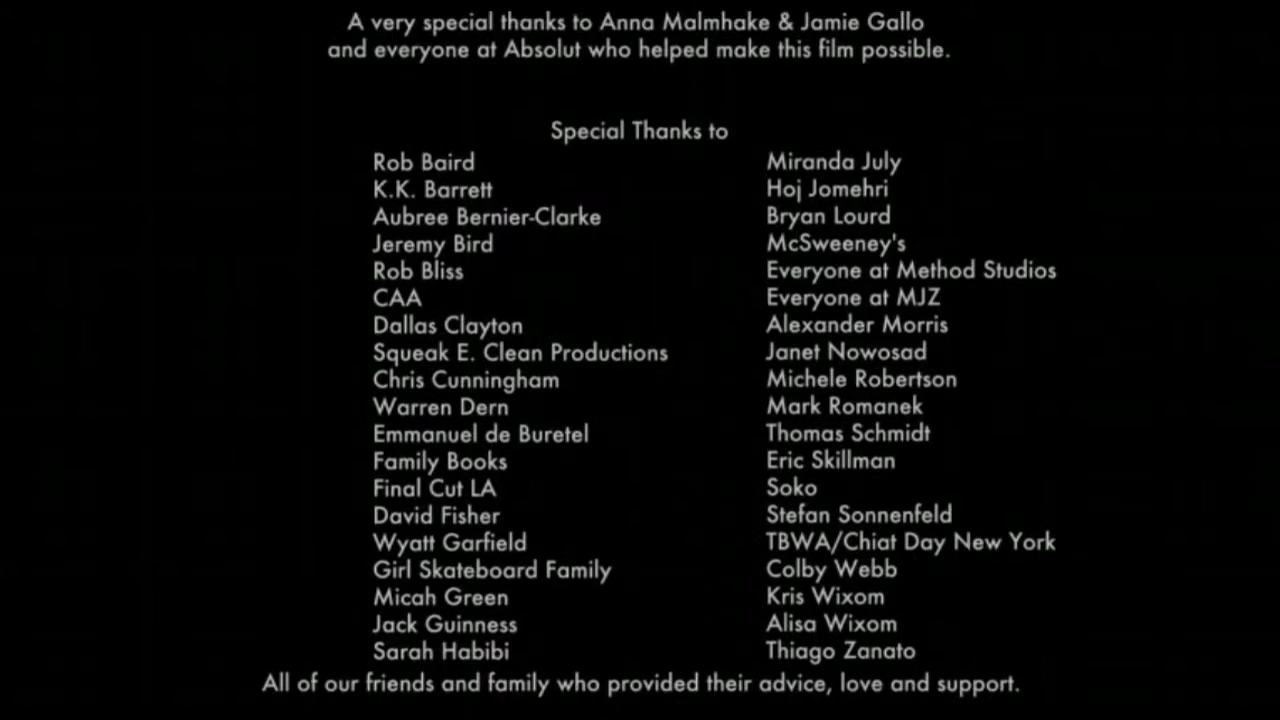 A very special thanks to Anna Malmhake & Jamie Gallo
and everyone at Absolut who helped make this film possible.
Special Thanks to
Rob Baird
K.K. Barrett
Aubree Bernier-Clarke
Jeremy Bird
Rob Bliss
CAA
Dallas Clayton
Squeak E. Clean Productions
Chris Cunningham
Warren Dern
Emmanuel de Buretel
Family Books
Final Cut LA
David Fisher
Wyatt Garfield
Girl Skateboard Family
Micah Green
Jack Guinness
Sarah Habibi
Miranda July
Hoj Jomehri
Bryan Lourd
McSweeney's
Everyone at Method Studios
Everyone at MJZ
Alexander Morris
Janet Nowosad
Michele Robertson
Mark Romanek
Thomas Schmidt
Eric Skillman
Soko
Stefan Sonnenfeld
TBWA/Chiat Day New York
Colby Webb
Kris Wixom
Alisa Wixom
Thiago Zanato
All of our friends and family who provided their advice, love and support.